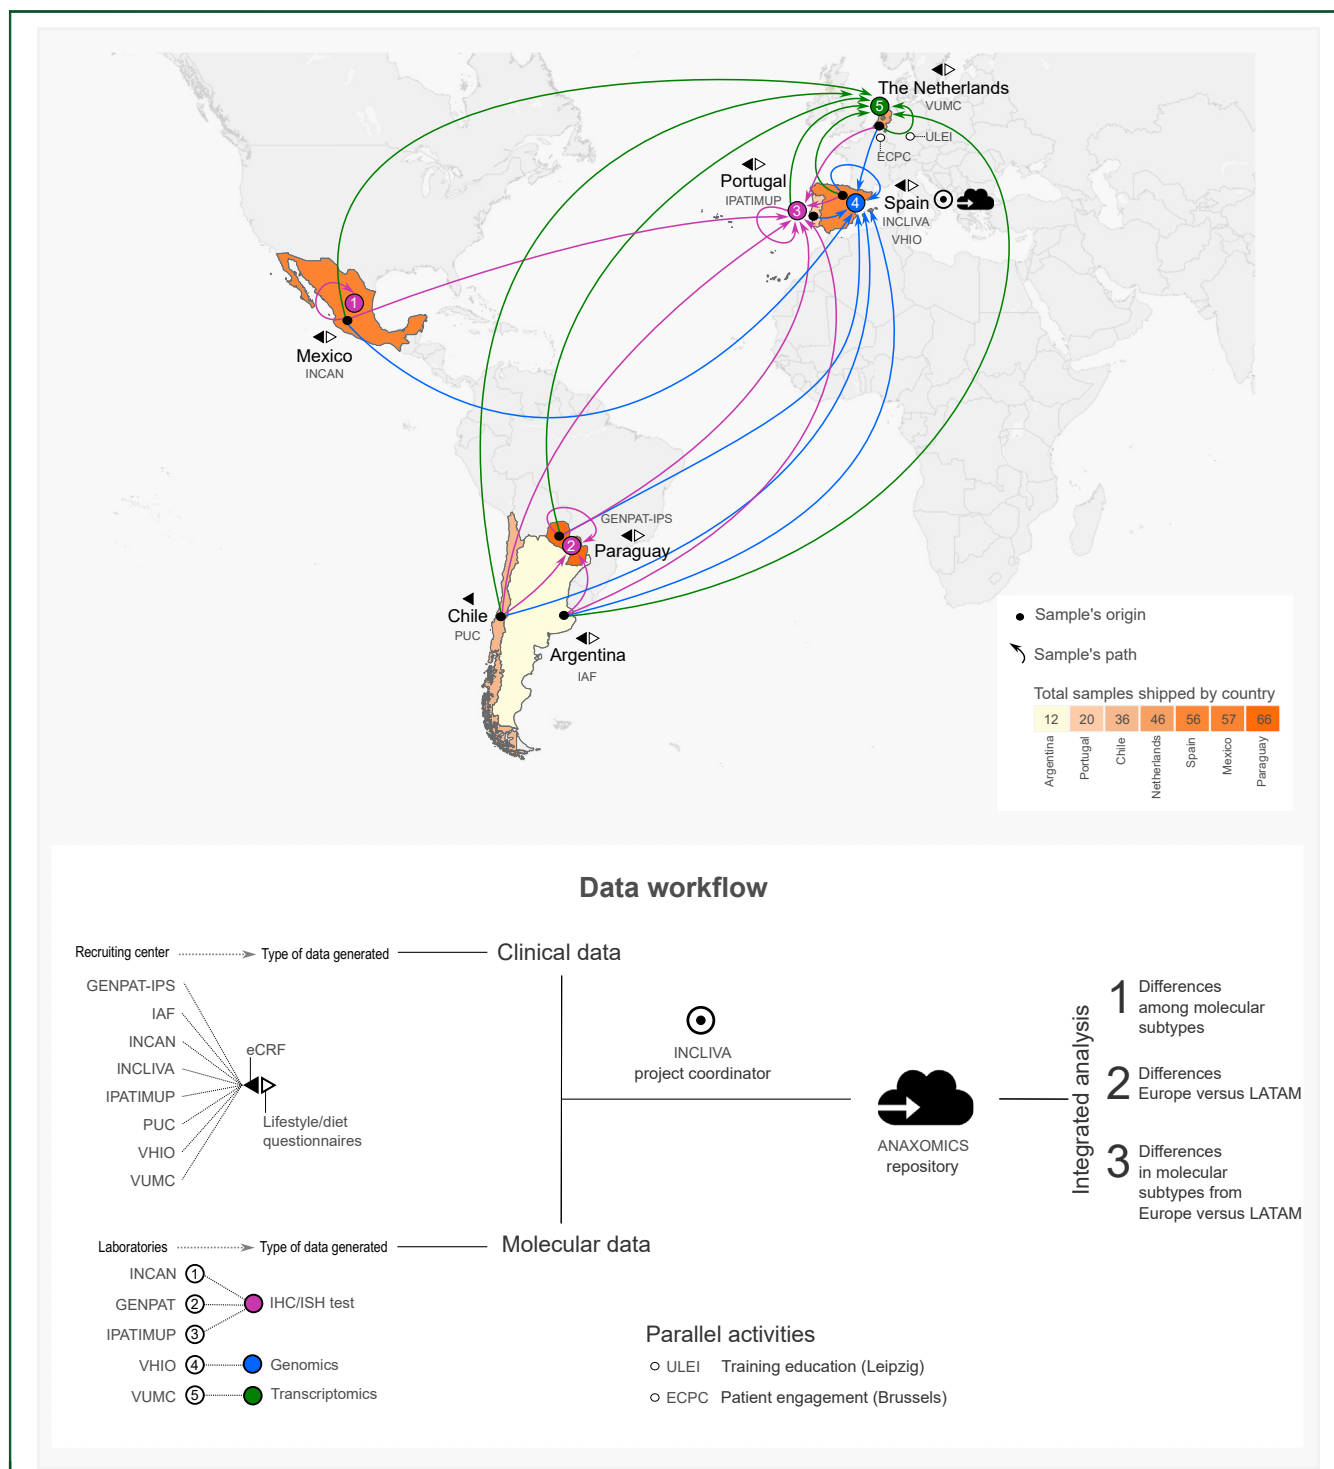 5
The Netherlands
VUMC
ULEI
ECPC
Portugal
IPATIMUP
3
4
Spain
INCLIVA
VHIO
1
Mexico
INCAN
GENPAT-IPS
2
Paraguay
Chile
PUC
Argentina
IAF
Sample's origin
Sample's path
Total samples shipped by country
12 20 36 46 56 57 66
Argentina
Portugal
Chile
Netherlands
Spain
Mexico
Paraguay
Data workflow
Recruiting center Type of data generated Clinical data
GENPAT-IPS
IAF
INCAN
INCLIVA
IPATIMUP
PUC
VHIO
VUMC
eCRF
Lifestyle/diet
questionnaires
INCLIVA
project coordinator
ANAXOMICS
repository
Integrated analysis
1 Differences
among molecular
subtypes
2 Differences
Europe versus LATAM
3 Differences
in molecular
subtypes from
Europe versus LATAM
Laboratories Type of data generated Molecular data
INCAN 1
GENPAT 2 IHC/ISH test
IPATIMUP 3
VHIO 4 Genomics
VUMC 5 Transcriptomics
Parallel activities
ULEI Training education (Leipzig)
ECPC Patient engagement (Brussels)